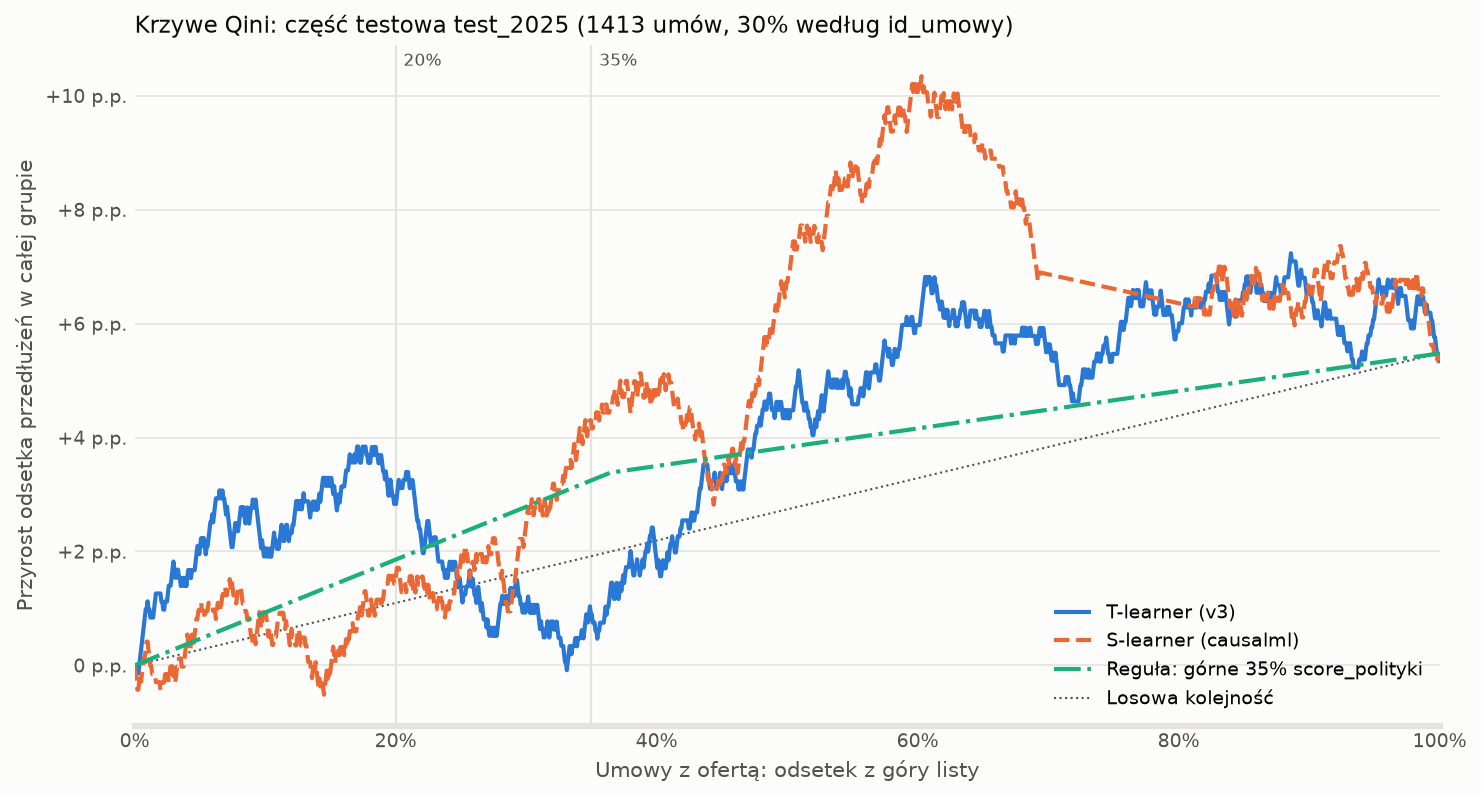 Krzywe Qini: część testowa test_2025 (1413 umów, 30% według id_umowy)
20%
35%
+10 p.p.
+8 p.p.
+6 p.p.
+4 p.p.
+2 p.p.
0 p.p.
Przyrost odsetka przedłużeń w całej grupie
T-learner (v3)
S-learner (causalml)
Reguła: górne 35% score_polityki
Losowa kolejność
0%
20%
40%
60%
80%
100%
Umowy z ofertą: odsetek z góry listy